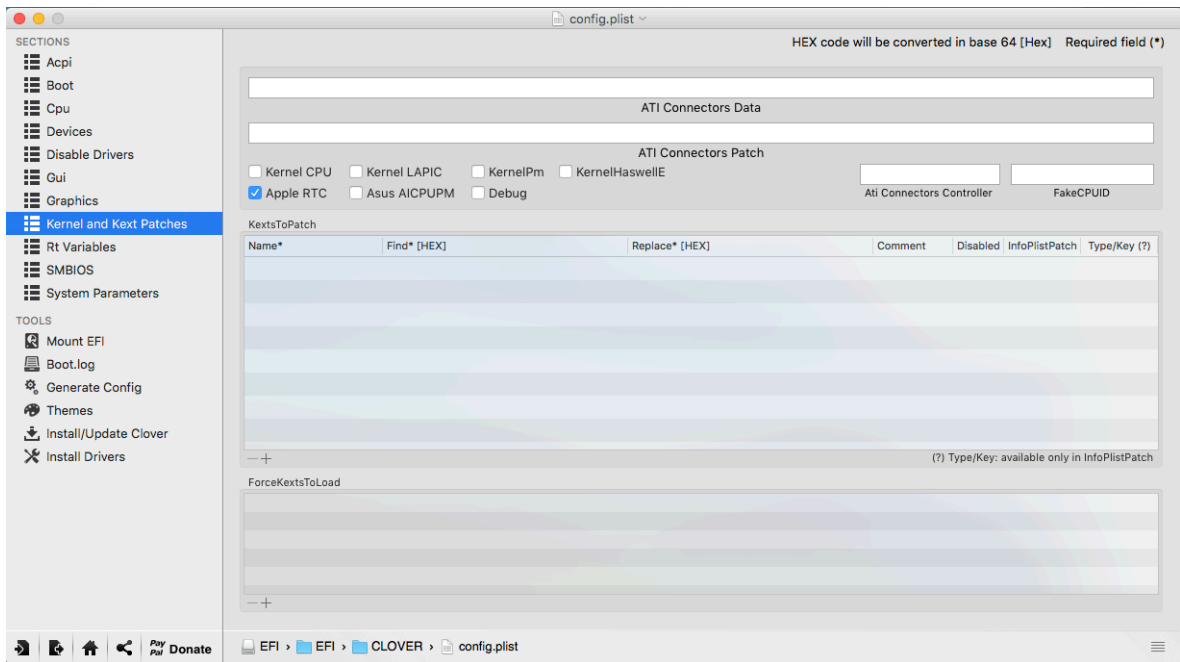 config.plist
SECTIONS
Acpi
Boot
Cpu
Devices
Disable Drivers
Gui
Graphics
Kernel and Kext Patches
Rt Variables
SMBIOS
System Parameters
TOOLS
Mount EFI
Boot.log
Generate Config
Themes
Install/Update Clover
Install Drivers
Pay Pal Donate
HEX code will be converted in base 64 [Hex] Required field (*)
ATI Connectors Data
ATI Connectors Patch
Kernel CPU Kernel LAPIC KernelPm KernelHaswellE
Apple RTC Asus AICPUPM Debug
Ati Connectors Controller FakeCPUID
KextsToPatch
Name* Find* [HEX] Replace* [HEX] Comment Disabled InfoPlistPatch Type/Key (?)
(?) Type/Key: available only in InfoPlistPatch
ForceKextsToLoad
EFI › EFI › CLOVER › config.plist